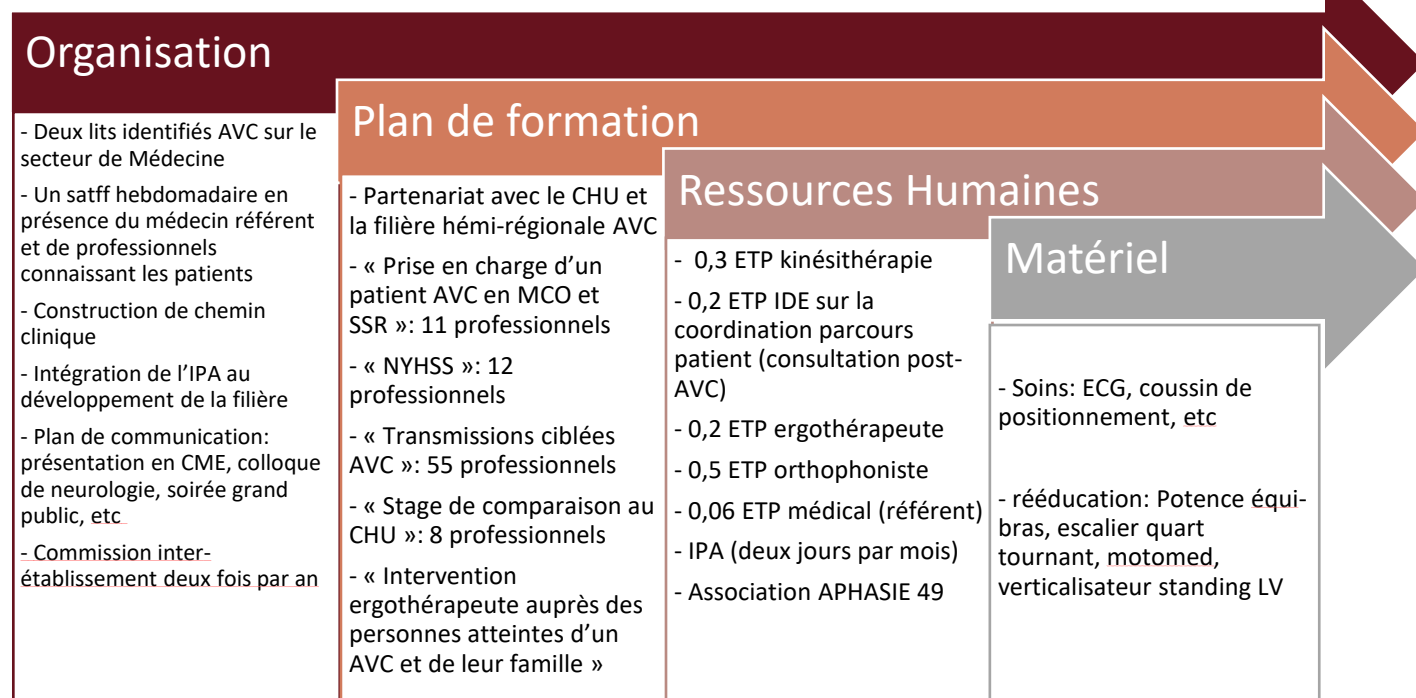 Organisation
- Deux lits identifiés AVC sur le
secteur de Médecine
- Un satff hebdomadaire en
présence du médecin référent
et de professionnels
connaissant les patients
- Construction de chemin
clinique
- Intégration de l'IPA au
développement de la filière
- Plan de communication:
présentation en CME, colloque
de neurologie, soirée grand
public, etc
- Commission inter-
établissement deux fois par an
Plan de formation
- Partenariat avec le CHU et
la filière hémi-régionale AVC
- « Prise en charge d'un
patient AVC en MCO et
SSR »: 11 professionnels
- « NYHSS »: 12
professionnels
- « Transmissions ciblées
AVC »: 55 professionnels
- « Stage de comparaison au
CHU »: 8 professionnels
- « Intervention
ergothérapeute auprès des
personnes atteintes d'un
AVC et de leur famille »
Ressources Humaines
- 0,3 ETP kinésithérapie
- 0,2 ETP IDE sur la
coordination parcours
patient (consultation post-
AVC)
- 0,2 ETP ergothérapeute
- 0,5 ETP orthophoniste
- 0,06 ETP médical (référent)
- IPA (deux jours par mois)
- Association APHASIE 49
Matériel
- Soins: ECG, coussin de
positionnement, etc
- rééducation: Potence équi-
bras, escalier quart
tournant, motomed,
verticalisateur standing LV